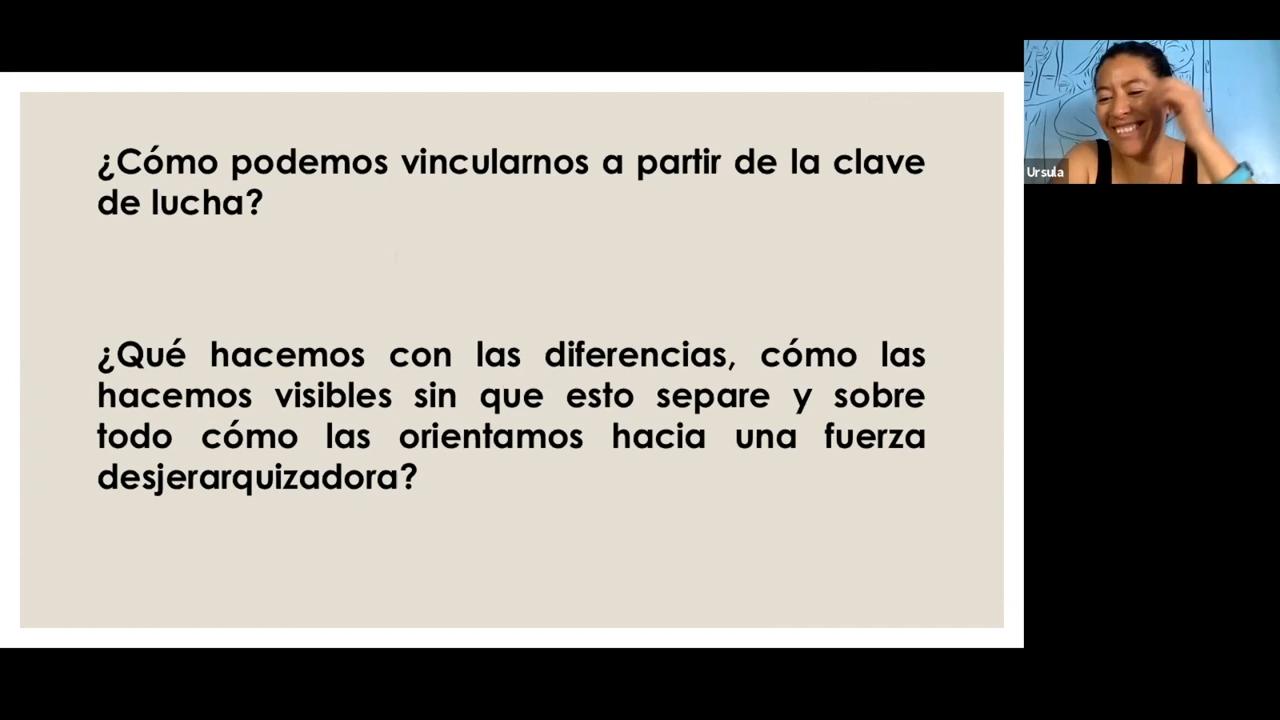 ¿Cómo podemos vincularnos a partir de la clave
de lucha?
¿Qué hacemos con las diferencias, cómo las
hacemos visibles sin que esto separe y sobre
todo cómo las orientamos hacia una fuerza
desjerarquizadora?
Ursula